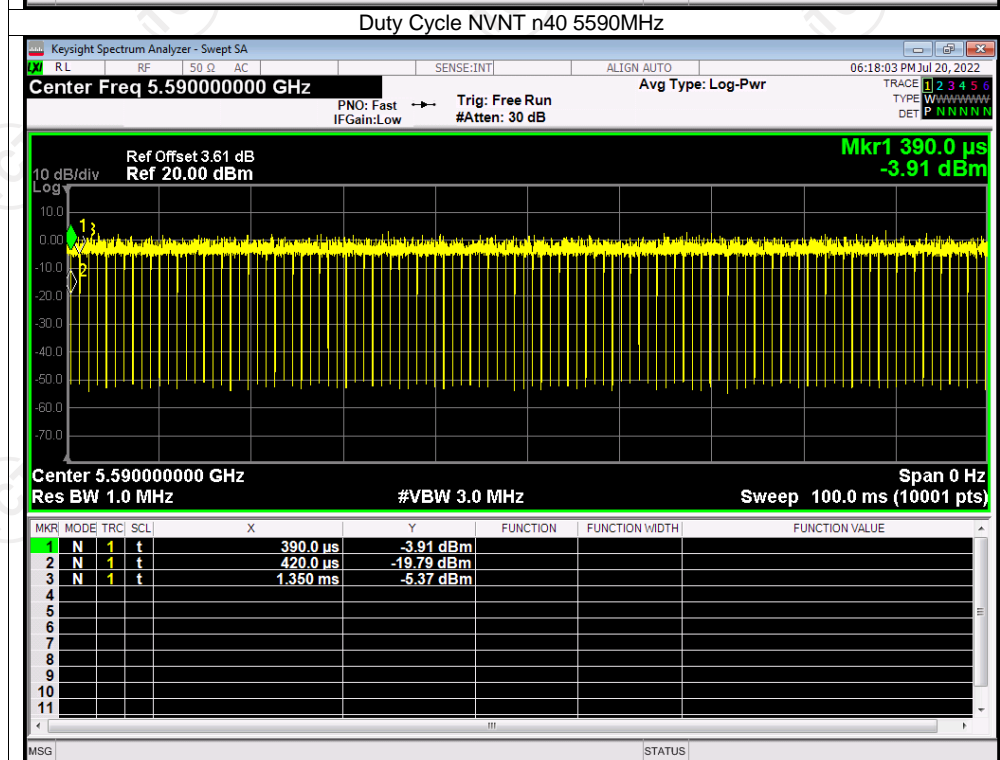 Duty Cycle NVNT n40 5590MHz
Keysight Spectrum Analyzer - Swept SA
LXI RL RF 50 Ω AC SENSE:INT ALIGN AUTO 06:18:03 PM Jul 20, 2022
Center Freq 5.590000000 GHz Avg Type: Log-Pwr TRACE 1 2 3 4 5 6
PNO: Fast Trig: Free Run TYPE WWWWWW
IFGain:Low #Atten: 30 dB DET P N N N N N
Mkr1 390.0 µs
Ref Offset 3.61 dB
10 dB/div Ref 20.00 dBm -3.91 dBm
Log
10.0
1 3
0.00
2
-10.0
-20.0
-30.0
-40.0
-50.0
-60.0
-70.0
Center 5.590000000 GHz Span 0 Hz
Res BW 1.0 MHz #VBW 3.0 MHz Sweep 100.0 ms (10001 pts)
MKR MODE TRC SCL X Y FUNCTION FUNCTION WIDTH FUNCTION VALUE
1 N 1 t 390.0 µs -3.91 dBm
2 N 1 t 420.0 µs -19.79 dBm
3 N 1 t 1.350 ms -5.37 dBm
4
5
6
7
8
9
10
11
MSG STATUS